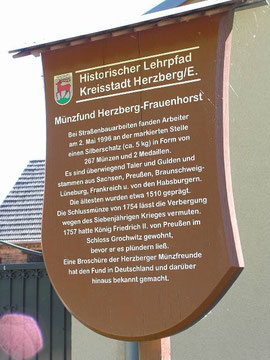 Historischer Lehrpfad
Kreisstadt Herzberg/E.
Münzfund Herzberg-Frauenhorst
Bei Straßenbauarbeiten fanden Arbeiter
am 2. Mai 1996 an der markierten Stelle
einen Silberschatz (ca. 5 kg) in Form von
267 Münzen und 2 Medaillen.
Es sind überwiegend Taler und Gulden und
stammen aus Sachsen, Preußen, Braunschweig-
Lüneburg, Frankreich u. von den Habsburgern.
Die ältesten wurden etwa 1510 geprägt.
Die Schlussmünze von 1754 lässt die Verbergung
wegen des Siebenjährigen Krieges vermuten.
1757 hatte König Friedrich II. von Preußen im
Schloss Grochwitz gewohnt,
bevor er es plündern ließ.
Eine Broschüre der Herzberger Münzfreunde
hat den Fund in Deutschland und darüber
hinaus bekannt gemacht.